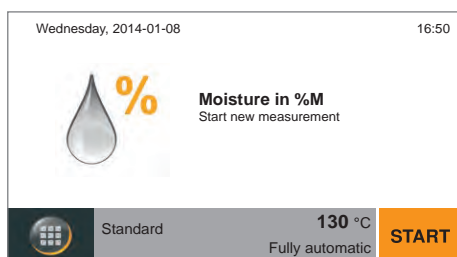 Wednesday, 2014-01-08 16:50
%
Moisture in %M
Start new measurement
Standard 130 °C
Fully automatic
START